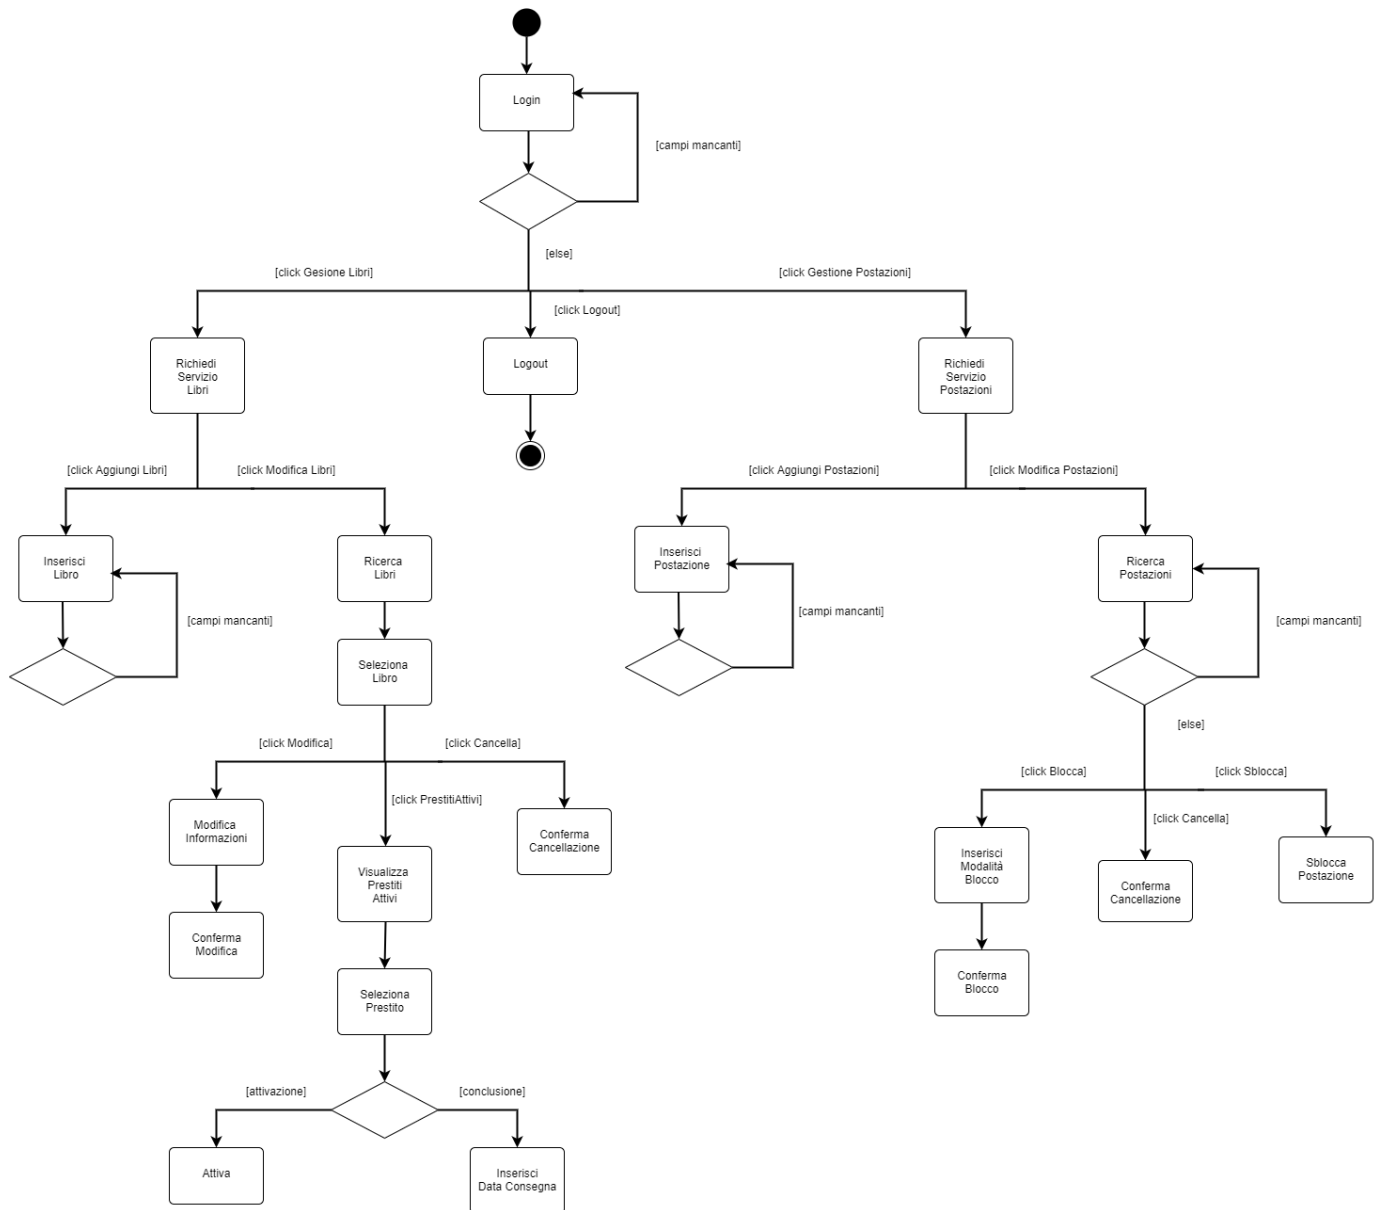 Login
[campi mancanti]
[else]
[click Gesione Libri]
[click Gestione Postazioni]
[click Logout]
Richiedi
Servizio
Libri
Logout
Richiedi
Servizio
Postazioni
[click Aggiungi Libri]
[click Modifica Libri]
[click Aggiungi Postazioni]
[click Modifica Postazioni]
Inserisci
Libro
Ricerca
Libri
Inserisci
Postazione
Ricerca
Postazioni
[campi mancanti]
[campi mancanti]
[campi mancanti]
Seleziona
Libro
[else]
[click Modifica]
[click Cancella]
[click Blocca]
[click Sblocca]
[click PrestitiAttivi]
[click Cancella]
Modifica
Informazioni
Conferma
Cancellazione
Visualizza
Prestiti
Attivi
Inserisci
Modalità
Blocco
Conferma
Cancellazione
Sblocca
Postazione
Conferma
Modifica
Conferma
Blocco
Seleziona
Prestito
[attivazione]
[conclusione]
Attiva
Inserisci
Data Consegna